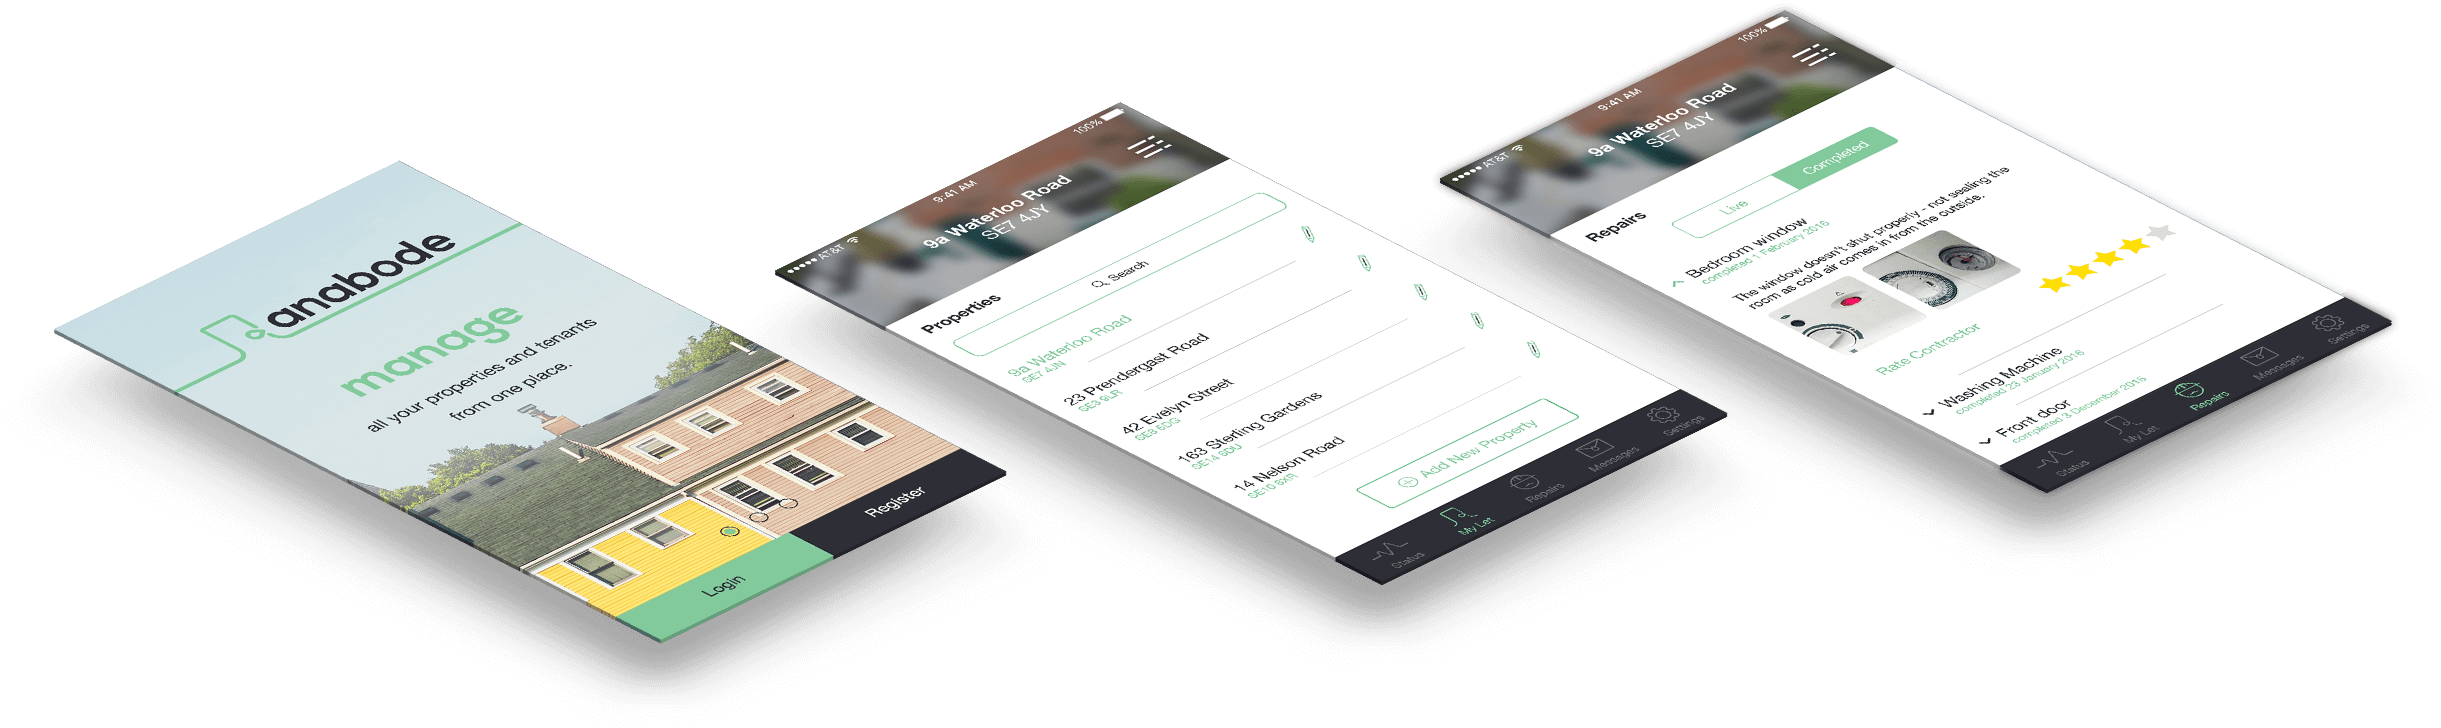 anabode
manage
all your properties and tenants
from one place.
Login
Register
AT&T
9:41 AM
100%
9a Waterloo Road
SE7 4JY
Properties
Search
9a Waterloo Road
SE7 4JN
23 Prendergast Road
SE3 9LR
42 Evelyn Street
SE8 6DG
163 Sterling Gardens
SE14 6DU
14 Nelson Road
SE10 6XR
Add New Property
Status
My Let
Repairs
Messages
Settings
AT&T
9:41 AM
100%
9a Waterloo Road
SE7 4JY
Repairs
Live
Completed
Bedroom window
completed 1 February 2016
The window doesn't shut properly - not sealing the
room as cold air comes in from the outside.
Rate Contractor
Washing Machine
completed 23 January 2016
Front door
completed 3 December 2015
Status
My Let
Repairs
Messages
Settings